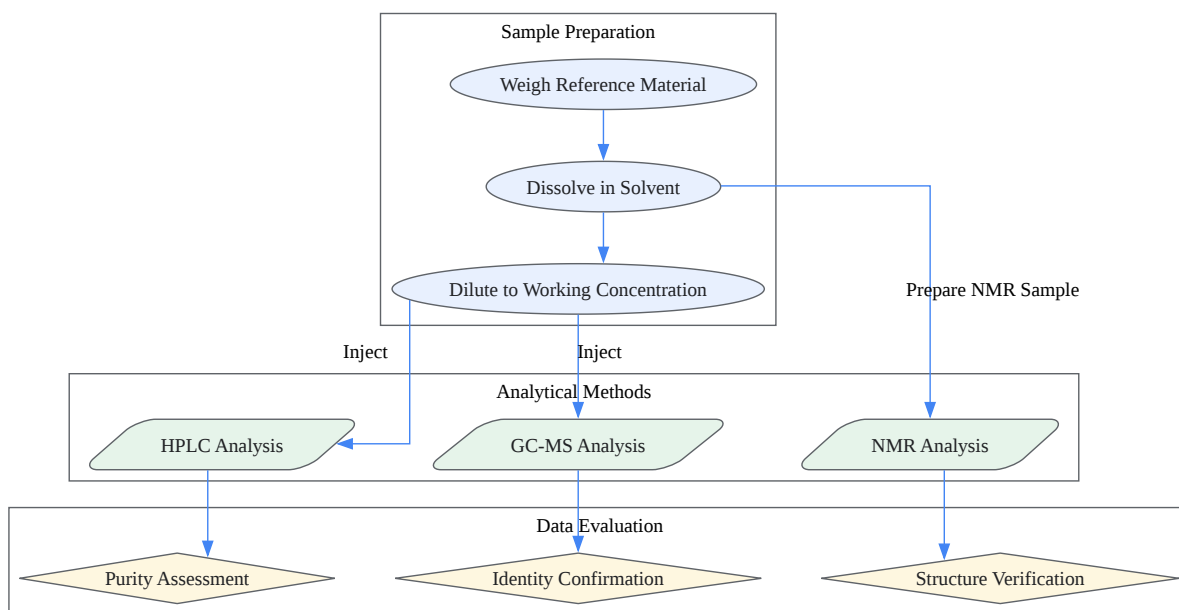 Sample Preparation
Weigh Reference Material
Dissolve in Solvent
Dilute to Working Concentration
Prepare NMR Sample
Inject
Inject
Analytical Methods
HPLC Analysis
GC-MS Analysis
NMR Analysis
Data Evaluation
Purity Assessment
Identity Confirmation
Structure Verification